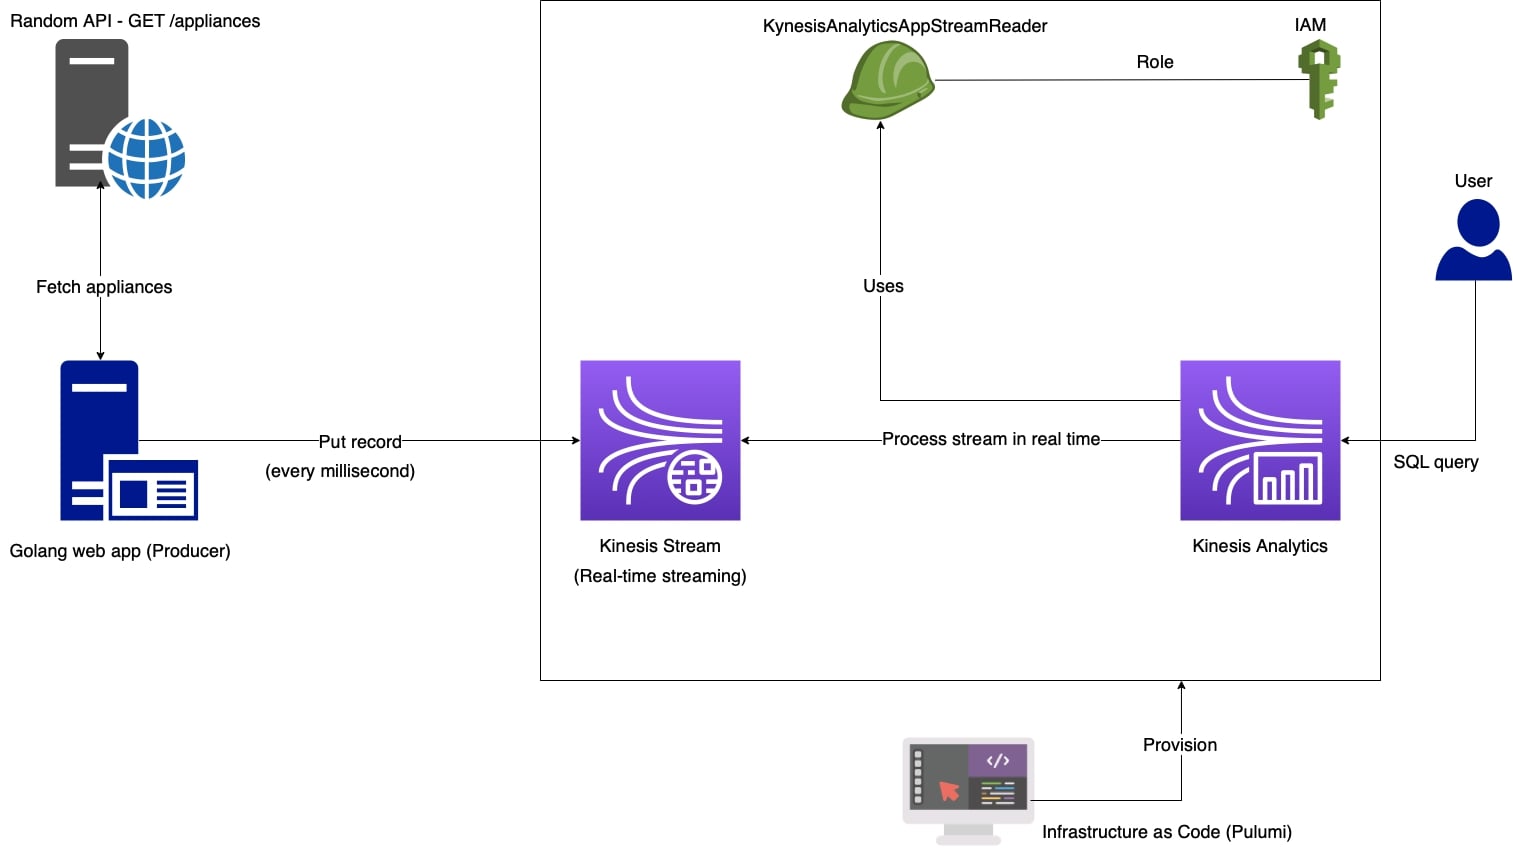 Random API - GET /appliances
KynesisAnalyticsAppStreamReader
IAM
Role
User
Fetch appliances
Uses
Put record
(every millisecond)
Process stream in real time
SQL query
Golang web app (Producer)
Kinesis Stream
(Real-time streaming)
Kinesis Analytics
Provision
</>
Infrastructure as Code (Pulumi)